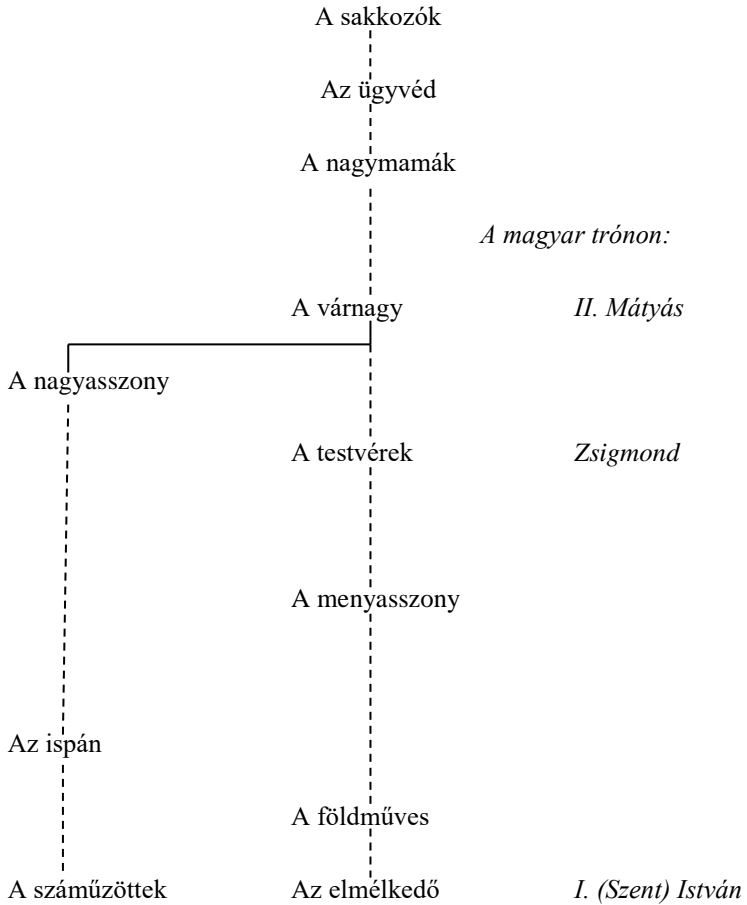 A sakkozók
Az ügyvéd
A nagymamák
A magyar trónon:
A várnagy II. Mátyás
A nagyasszony
A testvérek Zsigmond
A menyasszony
Az ispán
A földműves
A száműzöttek Az elmélkedő I. (Szent) István